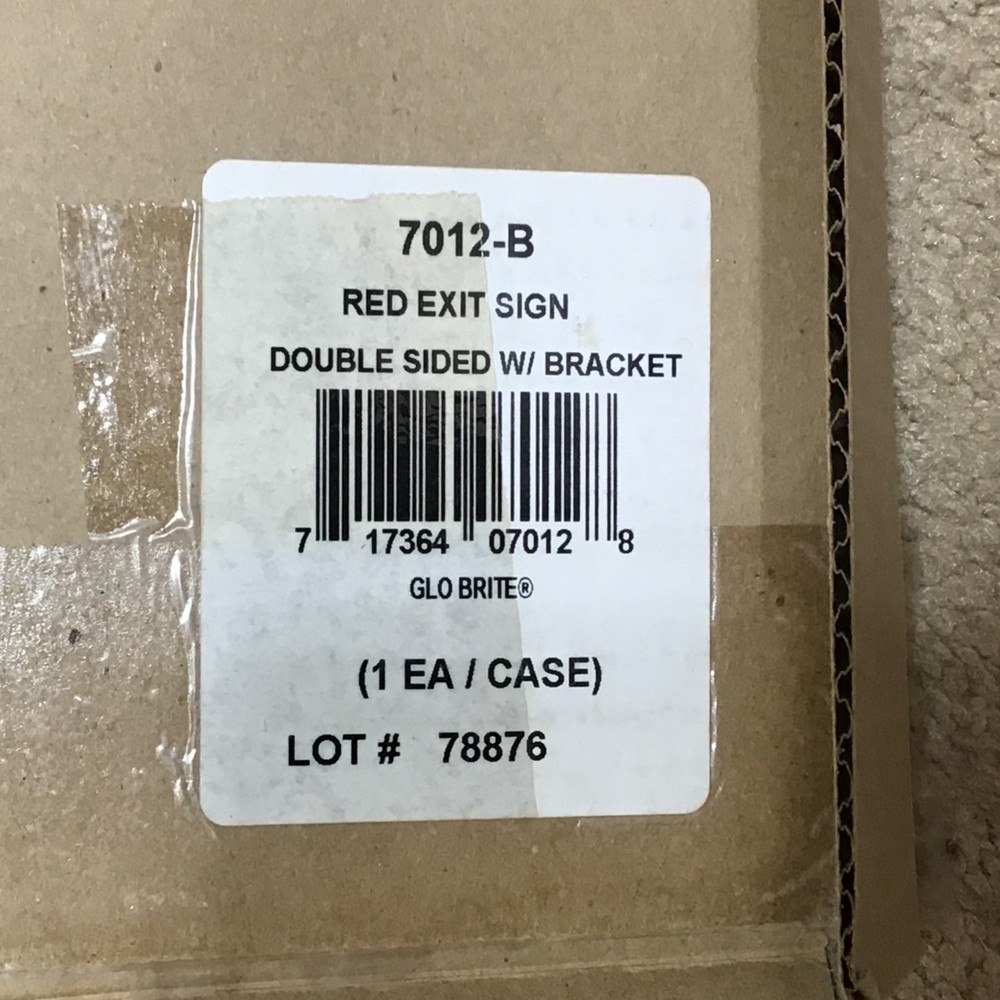 7012-B
RED EXIT SIGN
DOUBLE SIDED W/ BRACKET
7 17364 07012 8
GLO BRITE®
(1 EA / CASE)
LOT # 78876